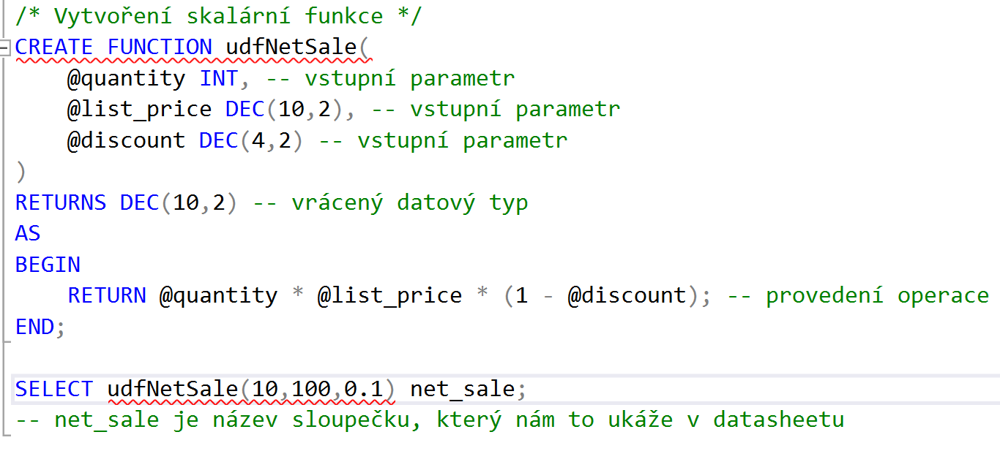 /* Vytvoření skalární funkce */
CREATE FUNCTION udfNetSale(
    @quantity INT, -- vstupní parametr
    @list_price DEC(10,2), -- vstupní parametr
    @discount DEC(4,2) -- vstupní parametr
)
RETURNS DEC(10,2) -- vrácený datový typ
AS
BEGIN
    RETURN @quantity * @list_price * (1 - @discount); -- provedení operace
END;
SELECT udfNetSale(10,100,0.1) net_sale;
-- net_sale je název sloupečku, který nám to ukáže v datasheetu